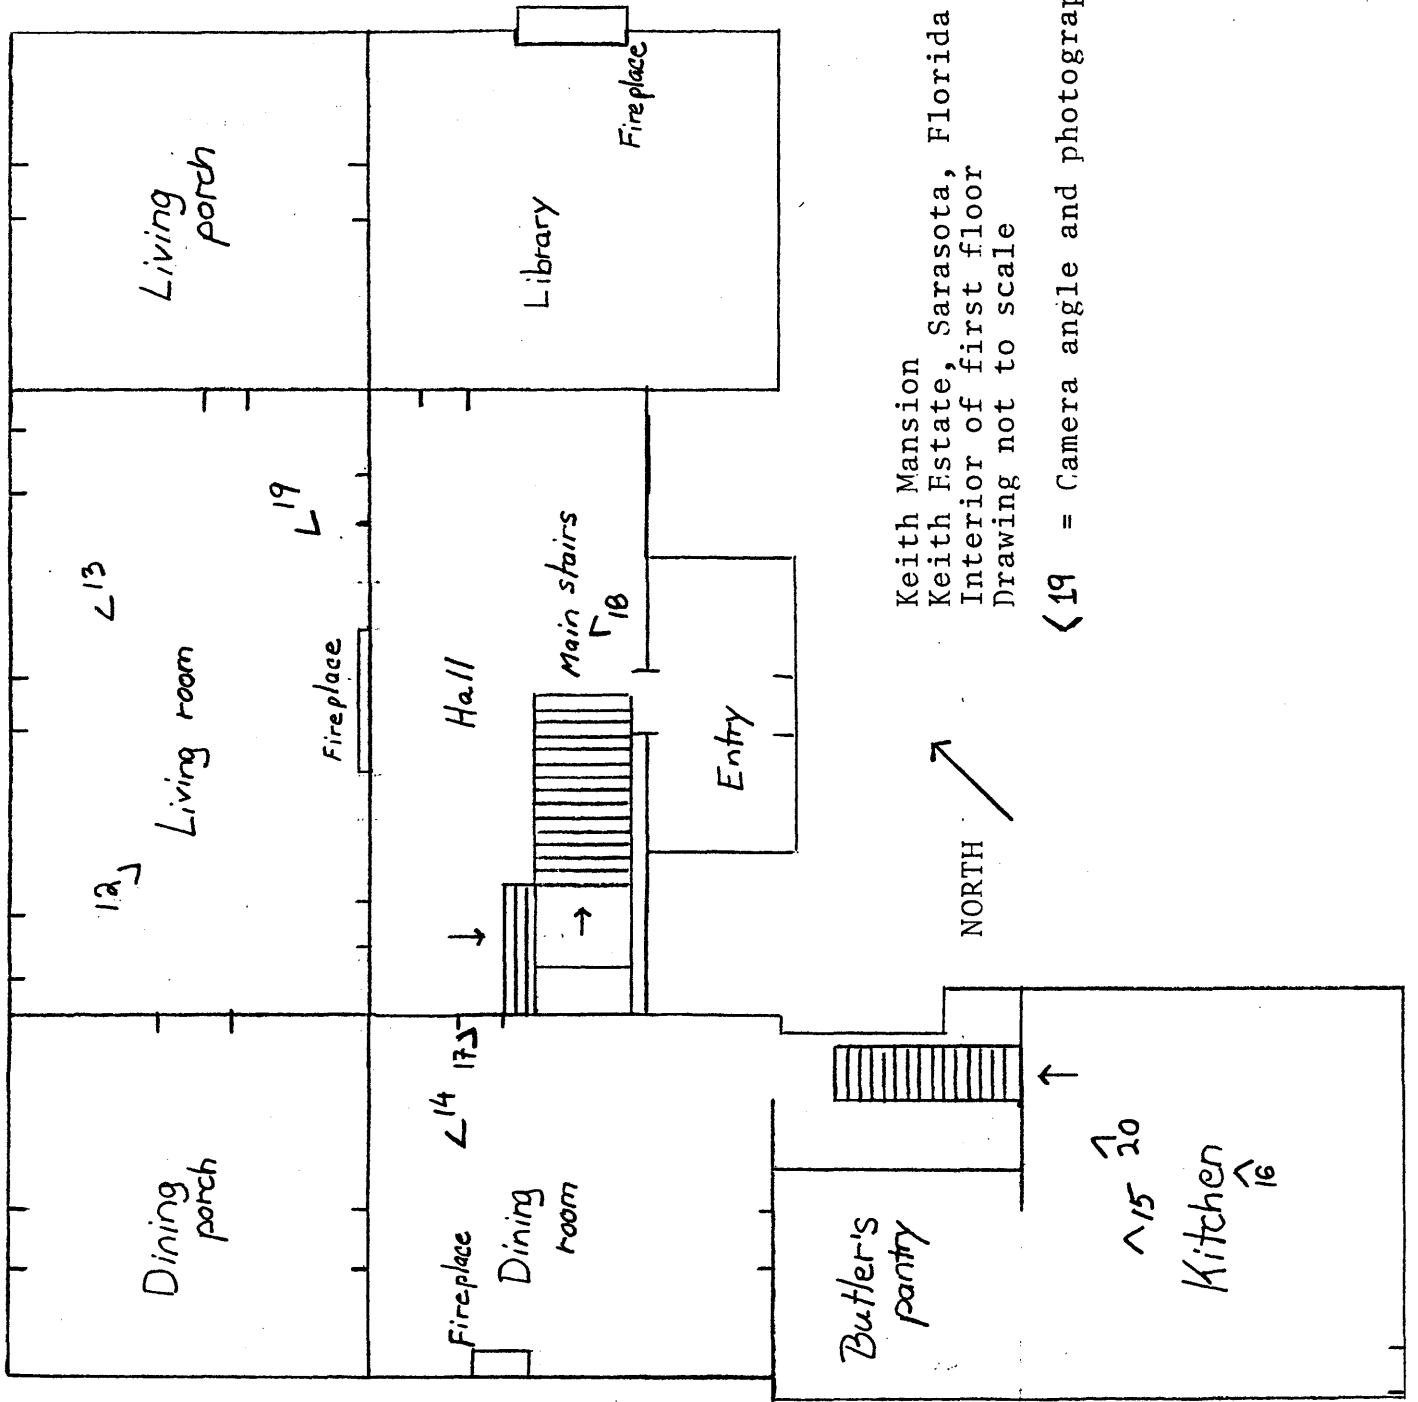 Living
porch
Fireplace
Library
<13
Living room
12
19
Fireplace
Hall
Main stairs
18
Entry
Dining
porch
14
17
Fireplace
Dining
room
Butler's
pantry
15
20
16
Kitchen
Keith Mansion
Keith Estate, Sarasota, Florida
Interior of first floor
Drawing not to scale
<19 = Camera angle and
NORTH